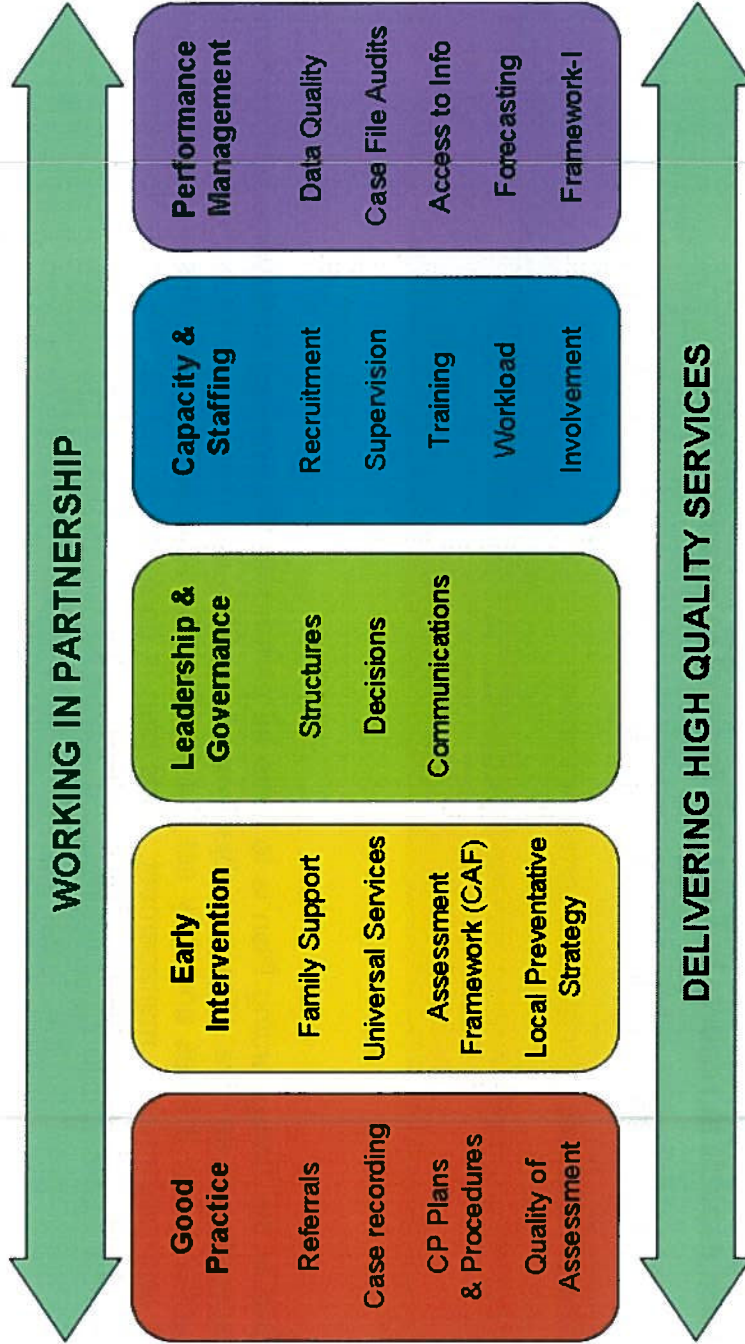 WORKING IN PARTNERSHIP
Good
Practice
Referrals
Case recording
CP Plans
& Procedures
Quality of
Assessment
Early
Intervention
Family Support
Universal Services
Assessment
Framework (CAF)
Local Preventative
Strategy
Leadership &
Governance
Structures
Decisions
Communications
Capacity &
Staffing
Recruitment
Supervision
Training
Workload
Involvement
Performance
Management
Data Quality
Case File Audits
Access to Info
Forecasting
Framework-I
DELIVERING HIGH QUALITY SERVICES